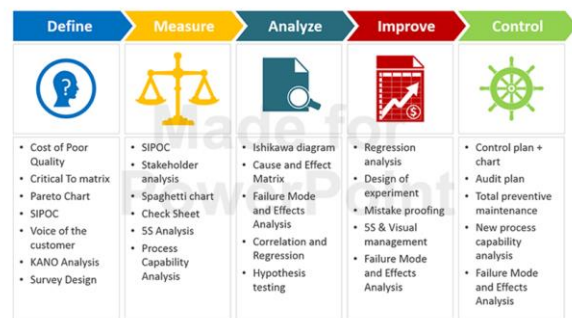 Define
Measure
Analyze
Improve
Control
?
$
Made for
PowerPoint
• Cost of Poor
Quality
• Critical To matrix
• Pareto Chart
• SIPOC
• Voice of the
customer
• KANO Analysis
• Survey Design
• SIPOC
• Stakeholder
analysis
• Spaghetti chart
• Check Sheet
• 5S Analysis
• Process
Capability
Analysis
• Ishikawa diagram
• Cause and Effect
Matrix
• Failure Mode
and Effects
Analysis
• Correlation and
Regression
• Hypothesis
testing
• Regression
analysis
• Design of
experiment
• Mistake proofing
• 5S & Visual
management
• Failure Mode
and Effects
Analysis
• Control plan +
chart
• Audit plan
• Total preventive
maintenance
• New process
capability
analysis
• Failure Mode
and Effects
Analysis